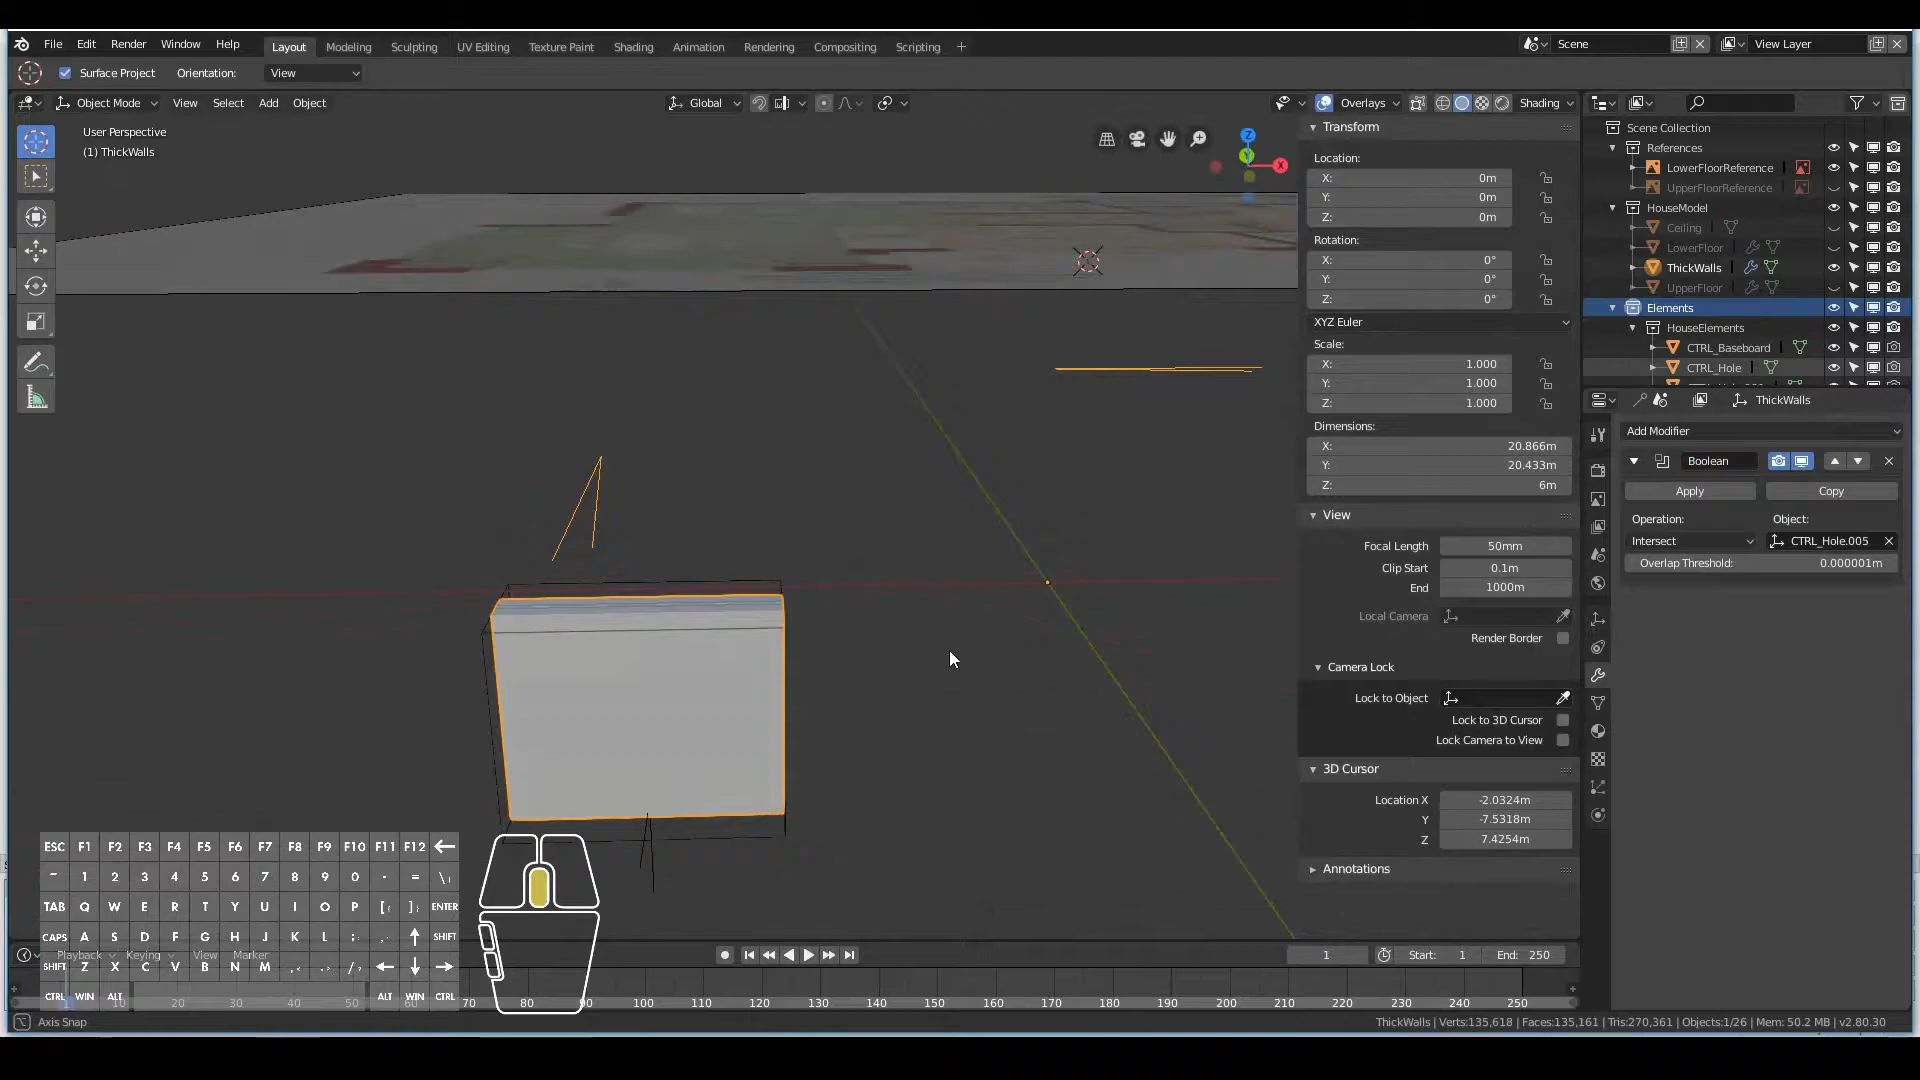 File Edit Render Window Help Layout Modeling Sculpting UV Editing Texture Paint Shading Animation Rendering Compositing Scripting + Scene View Layer
Surface Project Orientation: View
Object Mode View Select Add Object Global Overlays Shading
User Perspective
(1) ThickWalls
Z
Y
X
Transform
Location:
X: 0m
Y: 0m
Z: 0m
Rotation:
X: 0°
Y: 0°
Z: 0°
XYZ Euler
Scale:
X: 1.000
Y: 1.000
Z: 1.000
Dimensions:
X: 20.866m
Y: 20.433m
Z: 6m
View
Focal Length 50mm
Clip Start 0.1m
End 1000m
Local Camera
Render Border
Camera Lock
Lock to Object
Lock to 3D Cursor
Lock Camera to View
3D Cursor
Location X -2.0324m
Y -7.5318m
Z 7.4254m
Annotations
Scene Collection
References
LowerFloorReference
UpperFloorReference
HouseModel
Ceiling
LowerFloor
ThickWalls
UpperFloor
Elements
HouseElements
CTRL_Baseboard
CTRL_Hole
ThickWalls
Add Modifier
Boolean
Apply Copy
Operation: Object:
Intersect CTRL_Hole.005
Overlap Threshold: 0.000001m
ESC F1 F2 F3 F4 F5 F6 F7 F8 F9 F10 F11 F12
~ 1 2 3 4 5 6 7 8 9 0 - = \|
TAB Q W E R T Y U I O P [{ ]} ENTER
CAPS A S D F G H J K L ;: ,. SHIFT
SHIFT Z X C V B N M ,< .> /?
CTRL WIN ALT ALT WIN CTRL
Playback Keying View Marker
1 Start: 1 End: 250
1 10 20 30 40 50 70 80 90 100 110 120 130 140 150 160 170 180 190 200 210 220 230 240 250
Axis Snap
ThickWalls | Verts:135,618 | Faces:135,161 | Tris:270,361 | Objects:1/26 | Mem: 50.2 MB | v2.80.30